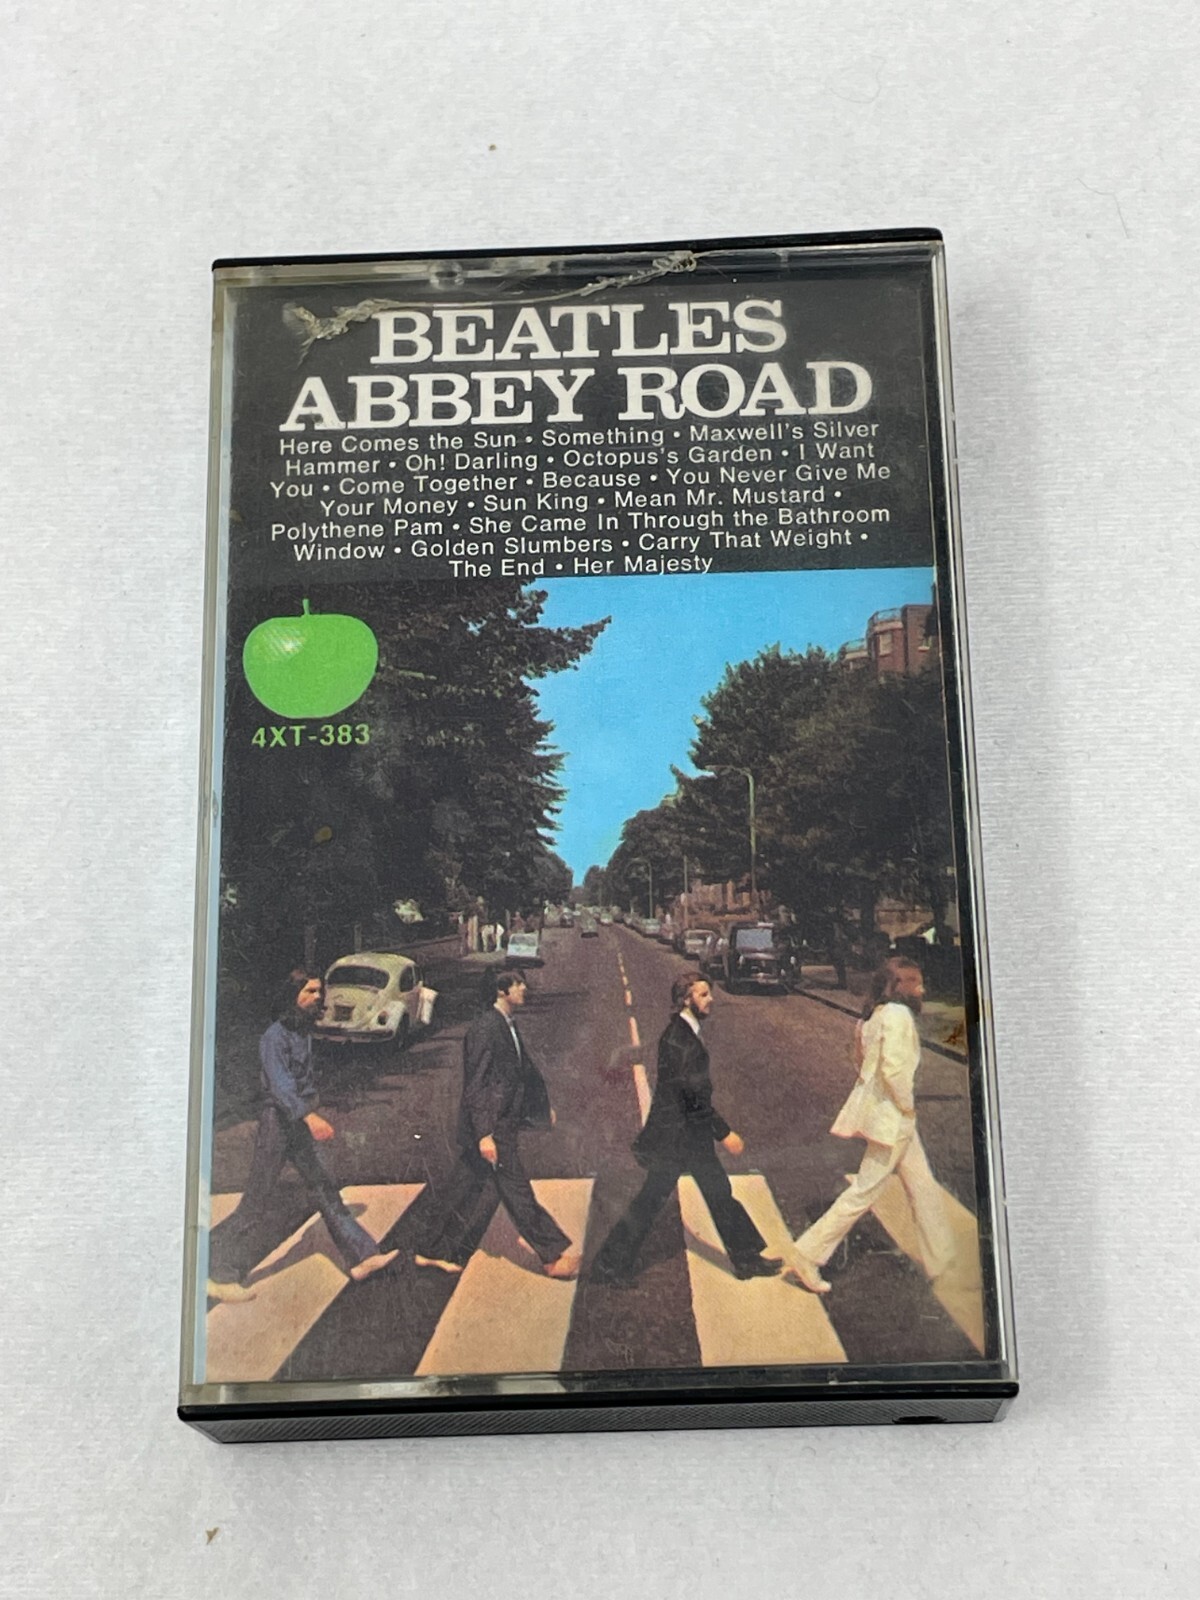 BEATLES
ABBEY ROAD
Here Comes the Sun • Something • Maxwell's Silver
Hammer • Oh! Darling • Octopus's Garden • I Want
You • Come Together • Because • You Never Give Me
Your Money • Sun King • Mean Mr. Mustard •
Polythene Pam • She Came In Through the Bathroom
Window • Golden Slumbers • Carry That Weight •
The End • Her Majesty
4XT-383